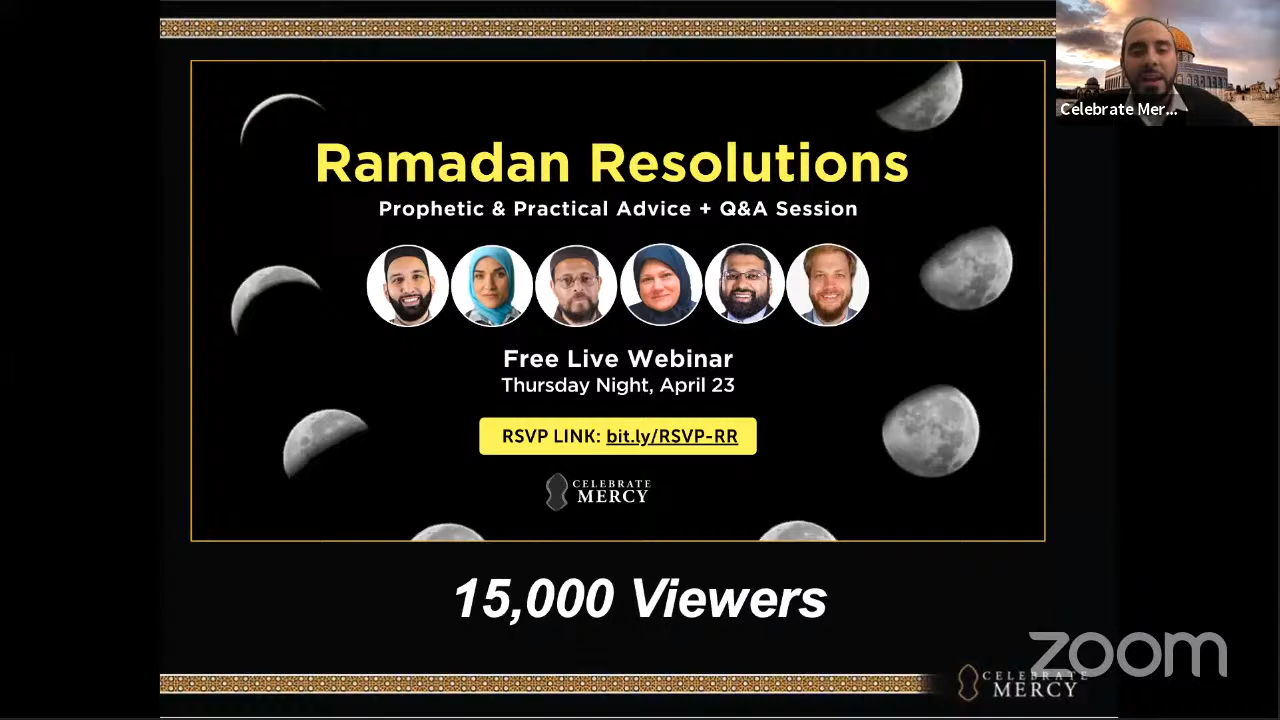 Ramadan Resolutions
Prophetic & Practical Advice + Q&A Session
Free Live Webinar
Thursday Night, April 23
RSVP LINK: bit.ly/RSVP-RR
CELEBRATE
MERCY
15,000 Viewers
Celebrate Mer...
zoom
CELEBRATE
MERCY